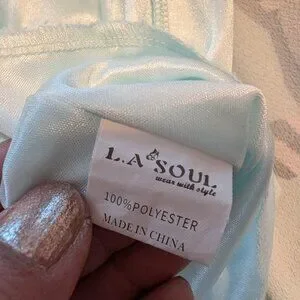 L.A SOUL
wear with style
100%POLYESTER
MADE IN CHINA